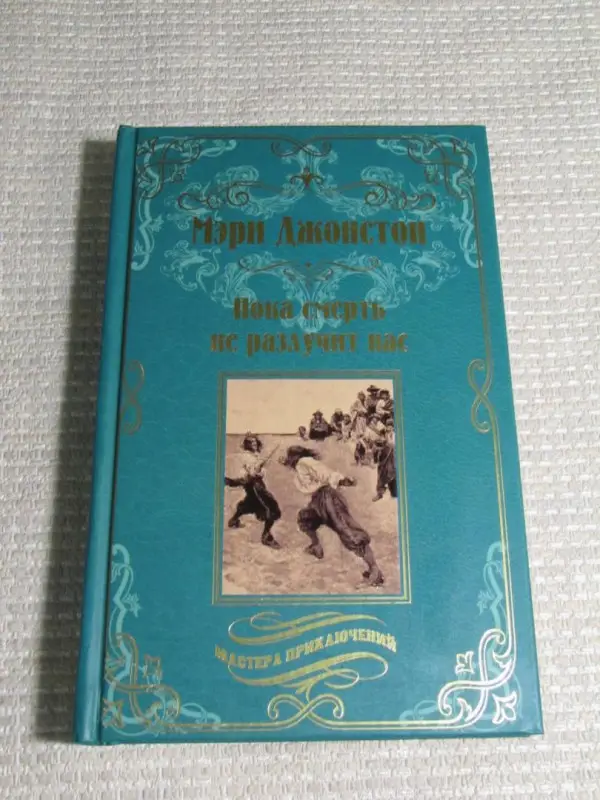 Мэри Джонстон
Пока смерть
не разлучит нас
МАСТЕРА ПРИКЛЮЧЕНИЙ